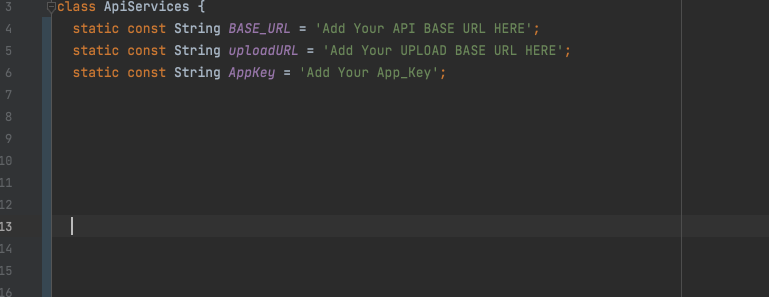 3 class ApiServices {
4 static const String BASE_URL = 'Add Your API BASE URL HERE';
5 static const String uploadURL = 'Add Your UPLOAD BASE URL HERE';
6 static const String AppKey = 'Add Your App_Key';
7
8
9
10
11
12
13
14
15
16